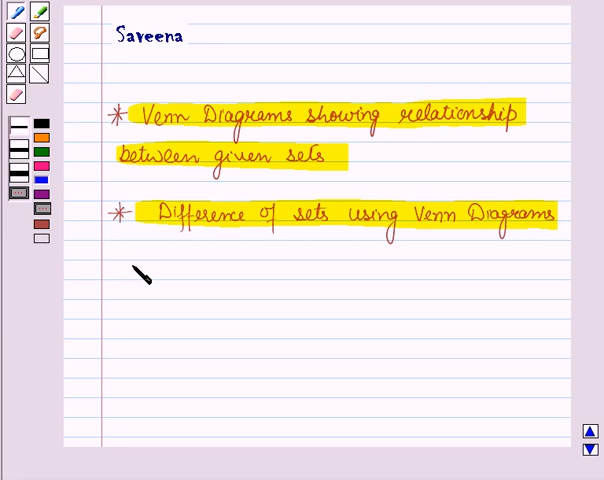 Saveena
* Venn Diagrams showing relationship
between given sets
* Difference of sets using Venn Diagrams